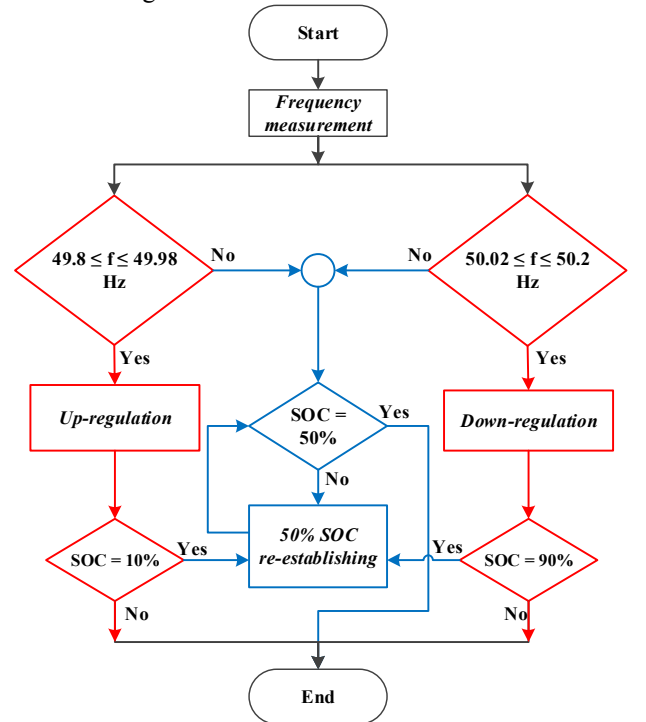 Start
Frequency
measurement
49.8 ≤ f ≤ 49.98
Hz
No
No
50.02 ≤ f ≤ 50.2
Hz
Yes
Yes
Up-regulation
SOC =
50%
Yes
Down-regulation
No
50% SOC
re-establishing
SOC = 10%
Yes
Yes
SOC = 90%
No
No
End